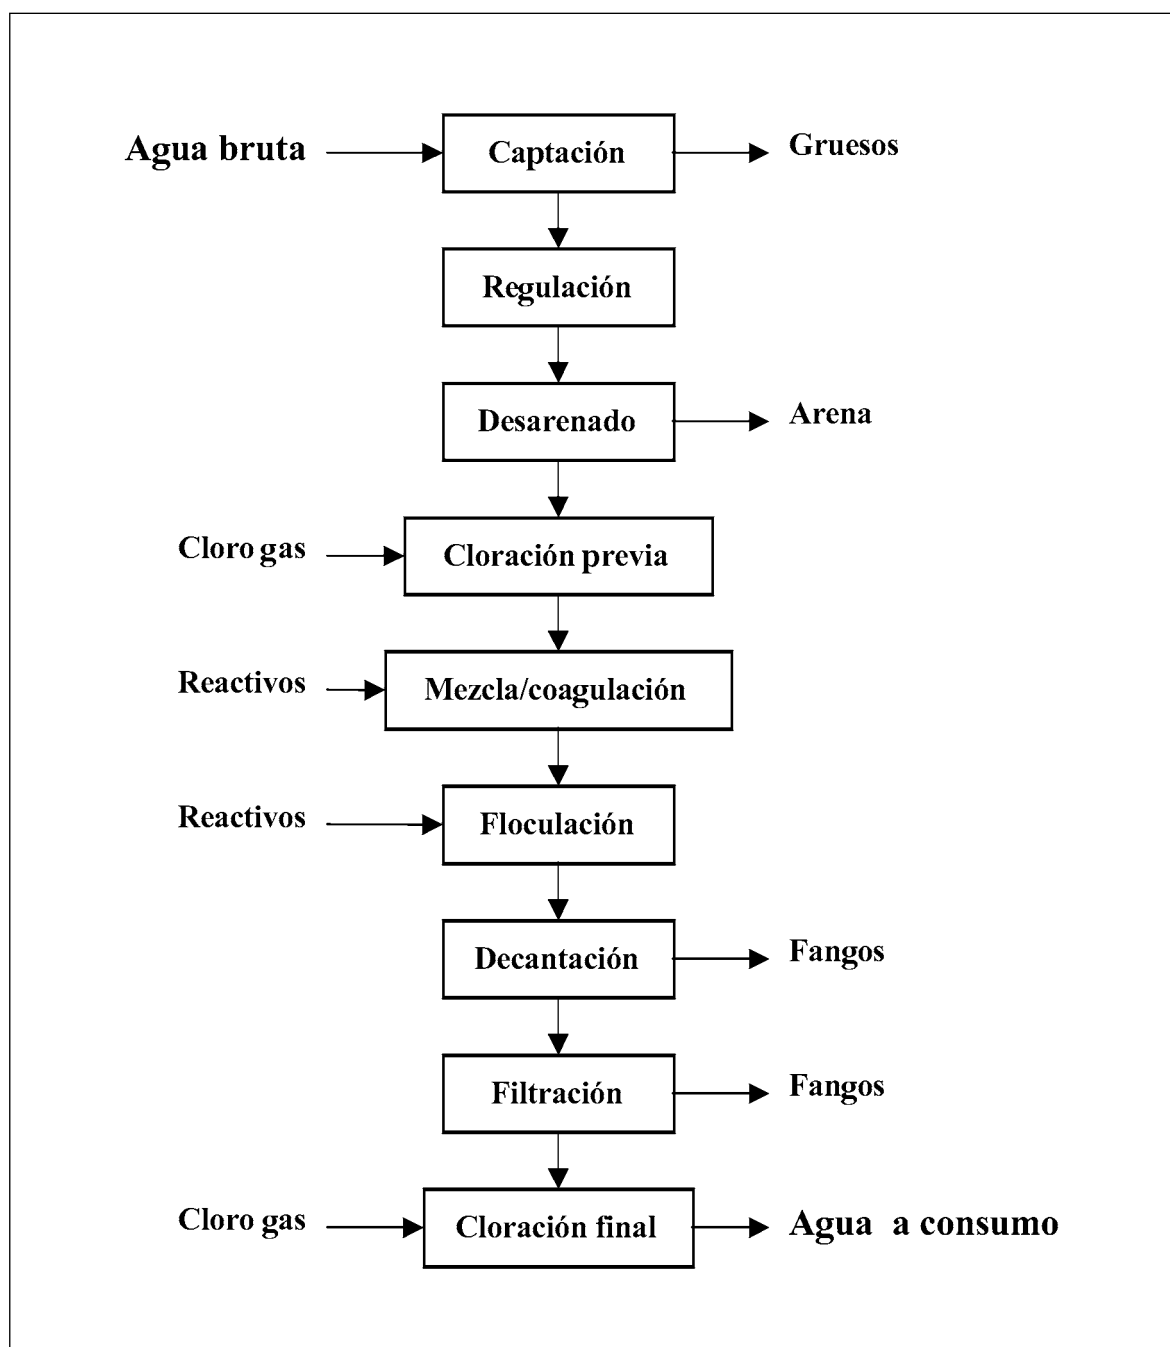 Agua bruta
Captación
Gruesos
Regulación
Desarenado
Arena
Cloro gas
Cloración previa
Reactivos
Mezcla/coagulación
Reactivos
Floculación
Decantación
Fangos
Filtración
Fangos
Cloro gas
Cloración final
Agua a consumo